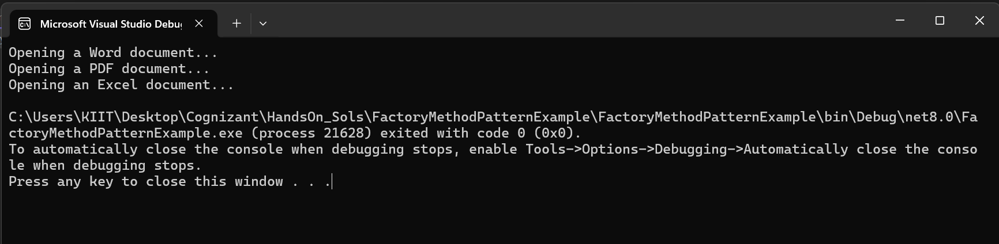 Microsoft Visual Studio Debug
Opening a Word document...
Opening a PDF document...
Opening an Excel document...
C:\Users\KIIT\Desktop\Cognizant\HandsOn_Sols\FactoryMethodPatternExample\FactoryMethodPatternExample\bin\Debug\net8.0\Fa
ctoryMethodPatternExample.exe (process 21628) exited with code 0 (0x0).
To automatically close the console when debugging stops, enable Tools->Options->Debugging->Automatically close the conso
le when debugging stops.
Press any key to close this window . . .